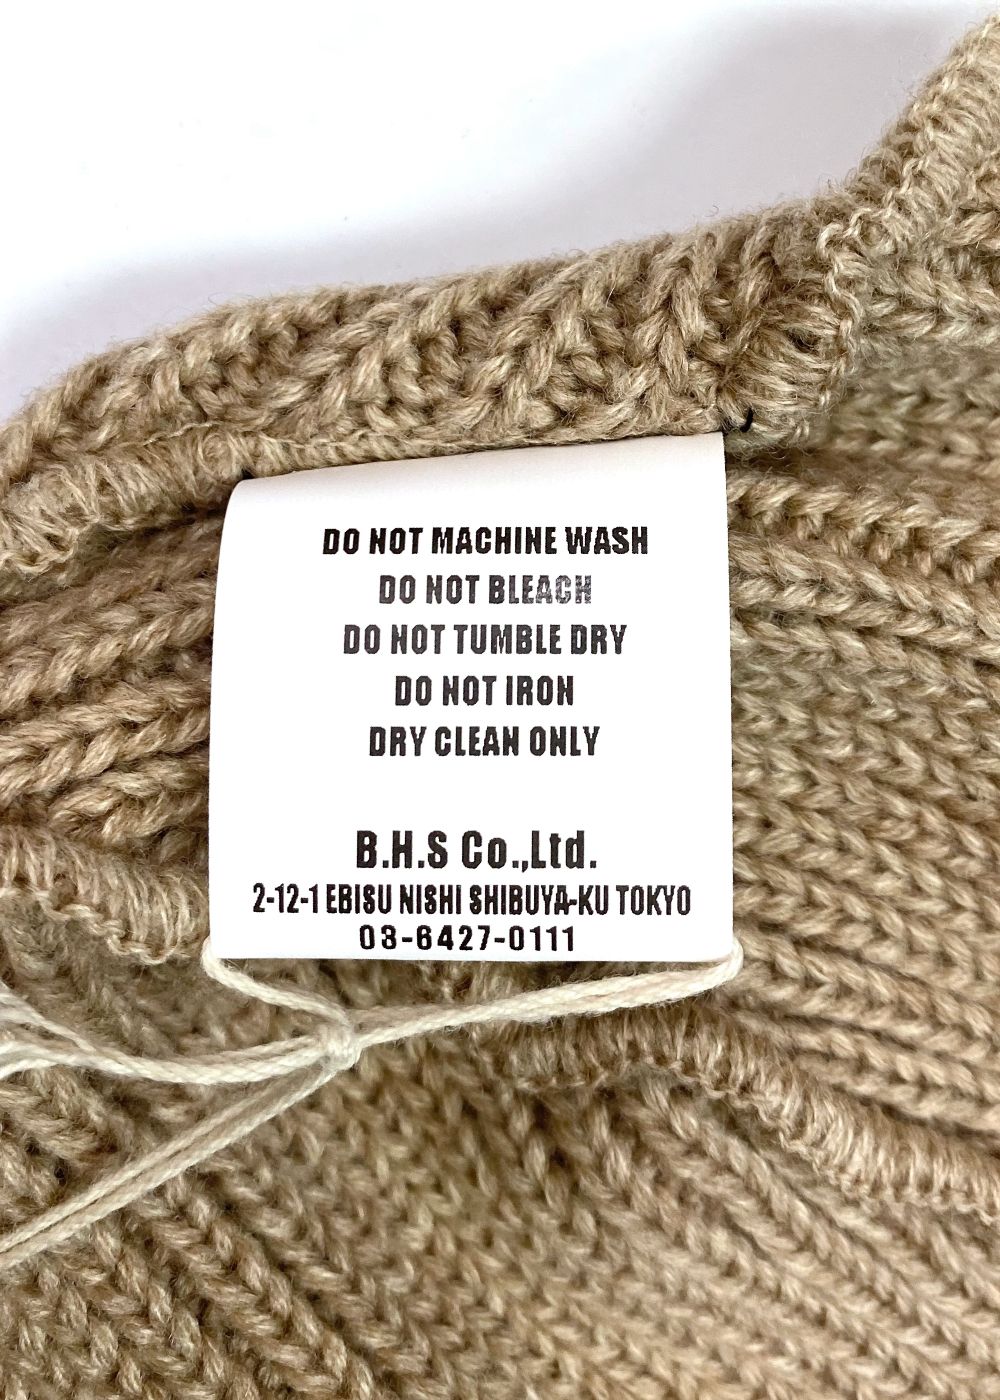 DO NOT MACHINE WASH
DO NOT BLEACH
DO NOT TUMBLE DRY
DO NOT IRON
DRY CLEAN ONLY
B.H.S Co.,Ltd.
2-12-1 EBISU NISHI SHIBUYA-KU TOKYO
03-6427-0111